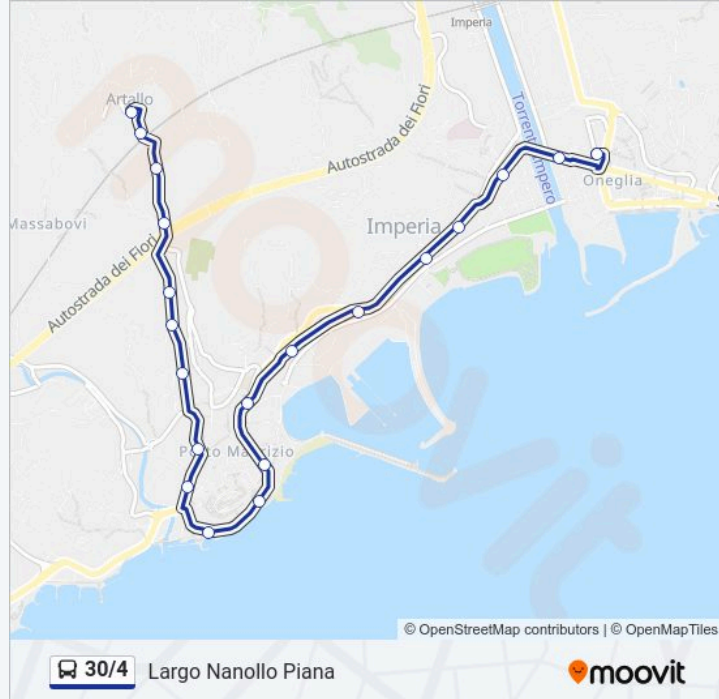 Imperia
Artallo
Autostrada dei Fiori
Torrente Impero
Oneglia
Massabovi
Imperia
Autostrada dei Fiori
Porto Maurizio
moovit
© OpenStreetMap contributors | © OpenMapTiles
30/4 Largo Nanollo Piana
moovit